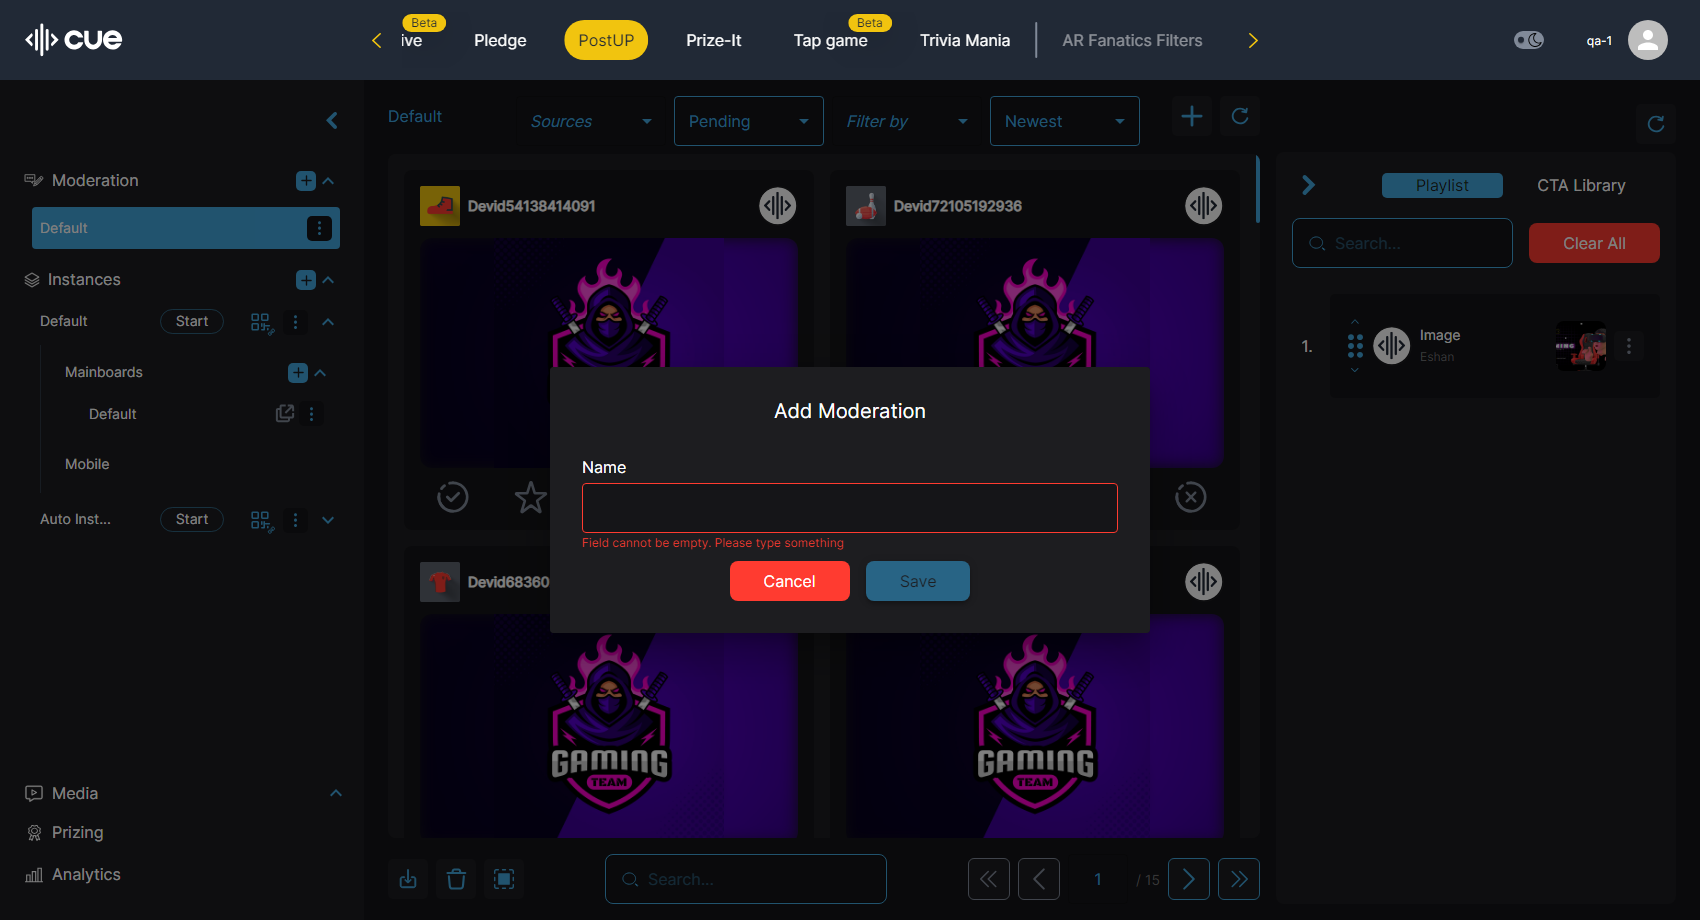 cue
Beta
ive
Pledge
PostUP
Prize-It
Beta
Tap game
Trivia Mania
AR Fanatics Filters
qa-1
Moderation
Default
Instances
Default
Start
Mainboards
Default
Mobile
Auto Inst...
Start
Media
Prizing
Analytics
Default
Sources
Pending
Filter by
Newest
Devid54138414091
Devid72105192936
Devid68360
GAMING
TEAM
GAMING
TEAM
Add Moderation
Name
Field cannot be empty. Please type something
Cancel
Save
Search...
1
/ 15
Playlist
CTA Library
Search...
Clear All
1.
Image
Eshan